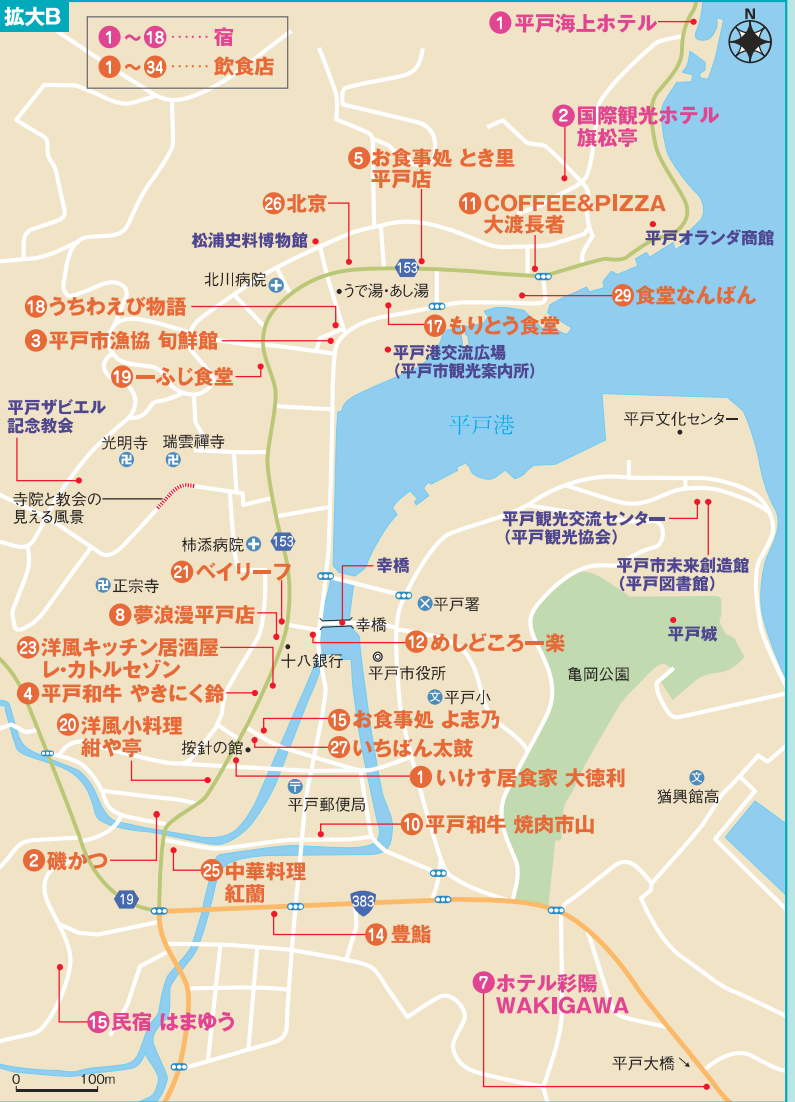 拡大B
1～18……宿
1～34……飲食店
N
1 平戸海上ホテル
2 国際観光ホテル
旗松亭
5 お食事処 とき里
平戸店
26 北京
11 COFFEE&PIZZA
大渡長者
松浦史料博物館
平戸オランダ商館
153
北川病院
うで湯・あし湯
29 食堂なんばん
18 うちわえび物語
17 もりとう食堂
3 平戸市漁協 旬鮮館
平戸港交流広場
（平戸市観光案内所）
19 一ふじ食堂
平戸ザビエル
記念教会
平戸港
平戸文化センター
光明寺
瑞雲禪寺
寺院と教会の
見える風景
平戸観光交流センター
（平戸観光協会）
柿添病院
153
幸橋
平戸市未来創造館
（平戸図書館）
21 ベイリーフ
正宗寺
平戸署
8 夢浪漫平戸店
幸橋
平戸城
23 洋風キッチン居酒屋
レ・カトルセゾン
12 めしどころ一楽
十八銀行
平戸市役所
亀岡公園
4 平戸和牛 やきにく鈴
文 平戸小
20 洋風小料理
紺や亭
15 お食事処 よ志乃
按針の館
27 いちばん太鼓
1 いけす居食家 大徳利
文
猶興館高
〒
平戸郵便局
10 平戸和牛 焼肉市山
2 磯かつ
25 中華料理
紅蘭
19
383
14 豊鮨
7 ホテル彩陽
WAKIGAWA
15 民宿 はまゆう
平戸大橋
0 100m